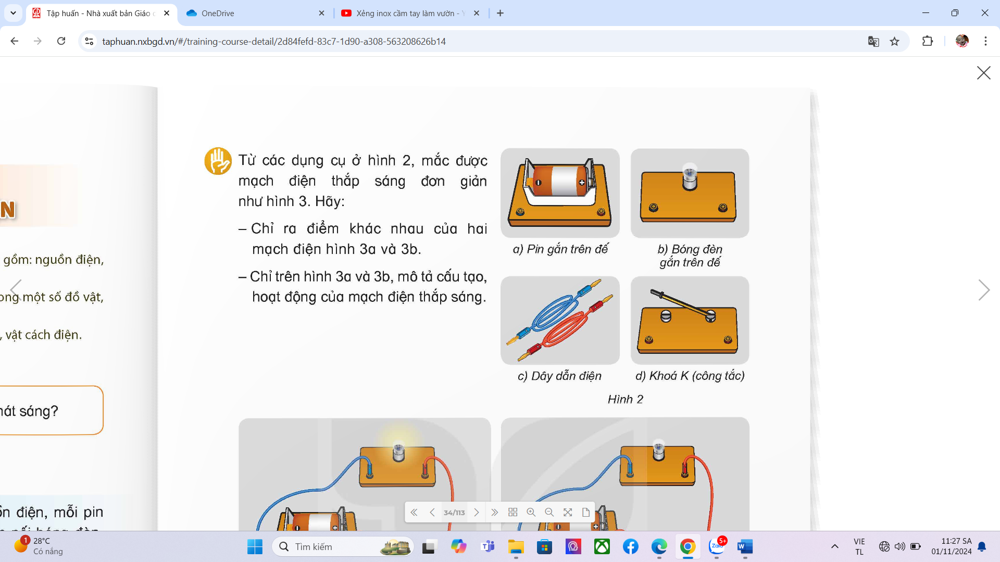 Tập huấn - Nhà xuất bản Giáo
OneDrive
Xẻng inox cầm tay làm vườn -
taphuan.nxbgd.vn/#/training-course-detail/2d84fefd-83c7-1d90-a308-563208626b14
N
gồm: nguồn điện,
ong một số đồ vật,
, vật cách điện.
hát sáng?
ồn điện, mỗi pin
Từ các dụng cụ ở hình 2, mắc được
mạch điện thắp sáng đơn giản
như hình 3. Hãy:
– Chỉ ra điểm khác nhau của hai
mạch điện hình 3a và 3b.
– Chỉ trên hình 3a và 3b, mô tả cấu tạo,
hoạt động của mạch điện thắp sáng.
a) Pin gắn trên đế
b) Bóng đèn
gắn trên đế
c) Dây dẫn điện
d) Khoá K (công tắc)
Hình 2
34/113
1
28°C
Có nắng
Tìm kiếm
Zalo
5+
VIE
TL
11:27 SA
01/11/2024